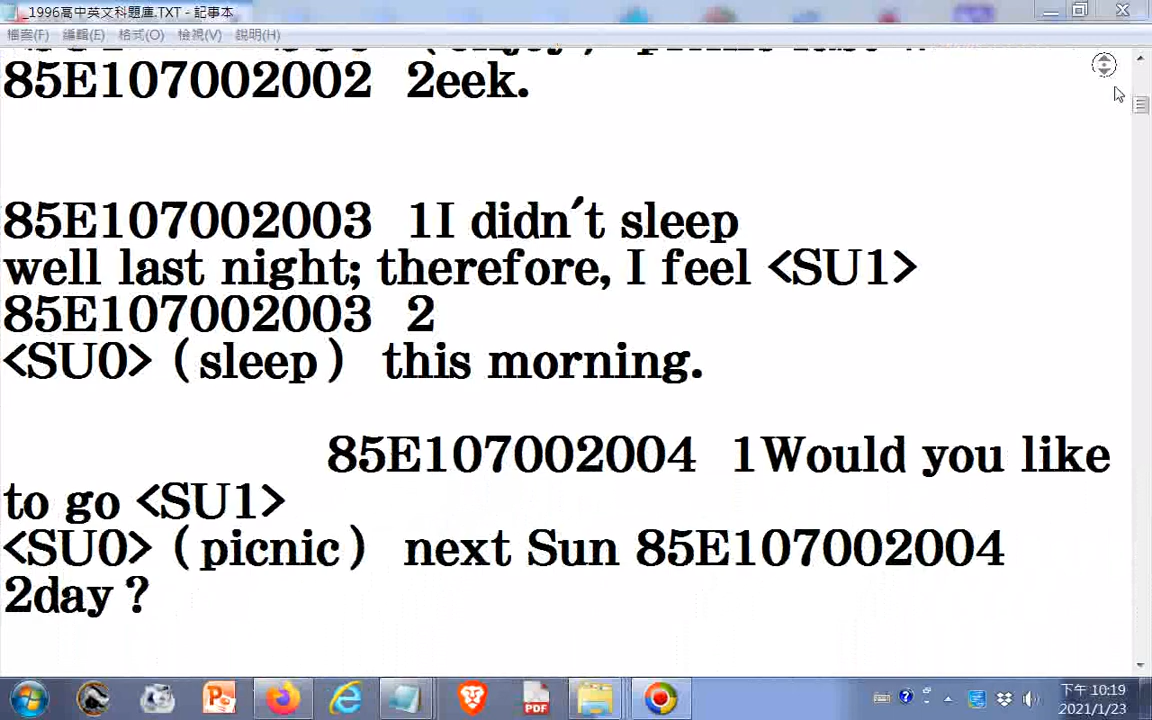 _1996高中英文科題庫.TXT - 記事本
檔案(F) 編輯(E) 格式(O) 檢視(V) 說明(H)
85E107002002 2eek.
85E107002003 1I didn't sleep
well last night; therefore, I feel <SU1>
85E107002003 2
<SU0> (sleep) this morning.
85E107002004 1Would you like
to go <SU1>
<SU0> (picnic) next Sun 85E107002004
2day ?
PDF
下午 10:19
2021/1/23